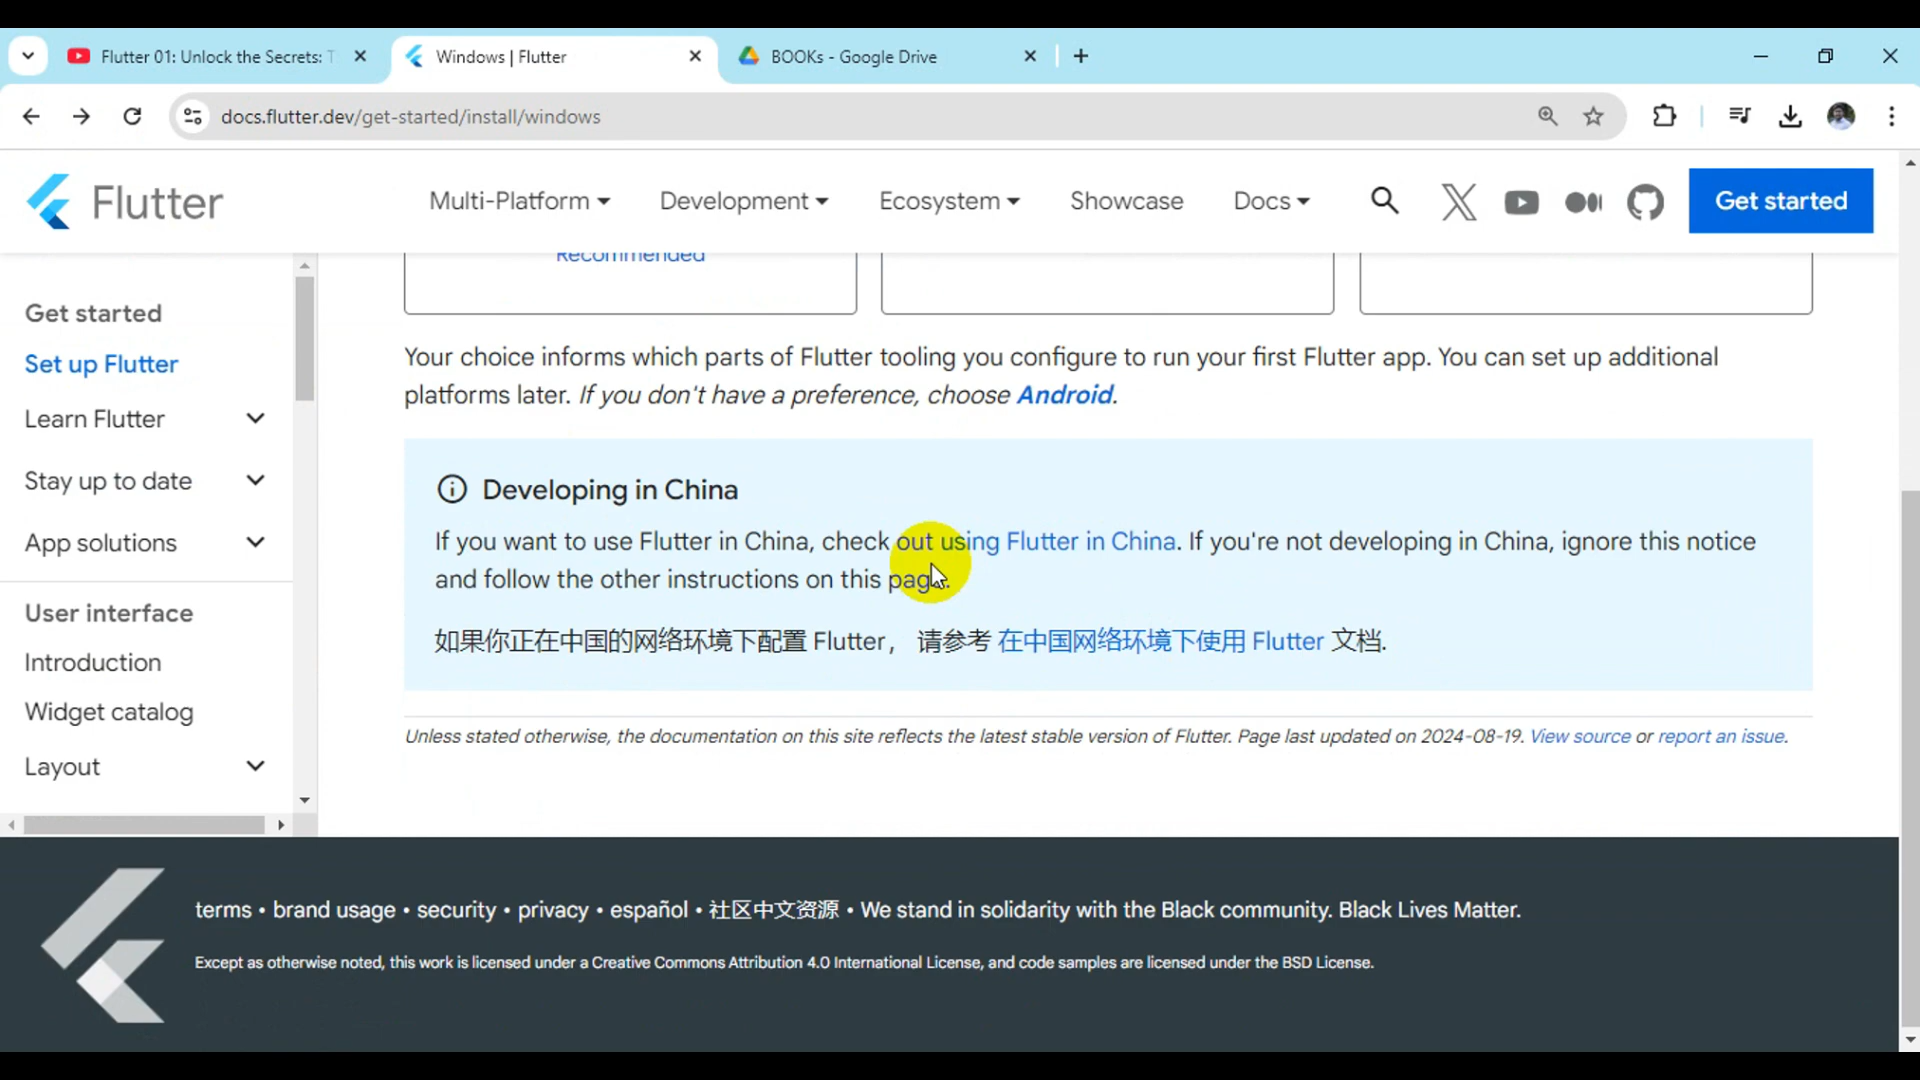 Flutter 01: Unlock the Secrets: T
Windows | Flutter
BOOKs - Google Drive
docs.flutter.dev/get-started/install/windows
Flutter
Multi-Platform
Development
Ecosystem
Showcase
Docs
Get started
Get started
Set up Flutter
Learn Flutter
Stay up to date
App solutions
User interface
Introduction
Widget catalog
Layout
Recommended
Your choice informs which parts of Flutter tooling you configure to run your first Flutter app. You can set up additional
platforms later. If you don't have a preference, choose Android.
Developing in China
If you want to use Flutter in China, check out using Flutter in China. If you're not developing in China, ignore this notice
and follow the other instructions on this page.
如果你正在中国的网络环境下配置 Flutter， 请参考 在中国网络环境下使用 Flutter 文档.
Unless stated otherwise, the documentation on this site reflects the latest stable version of Flutter. Page last updated on 2024-08-19. View source or report an issue.
terms • brand usage • security • privacy • español • 社区中文资源 • We stand in solidarity with the Black community. Black Lives Matter.
Except as otherwise noted, this work is licensed under a Creative Commons Attribution 4.0 International License, and code samples are licensed under the BSD License.